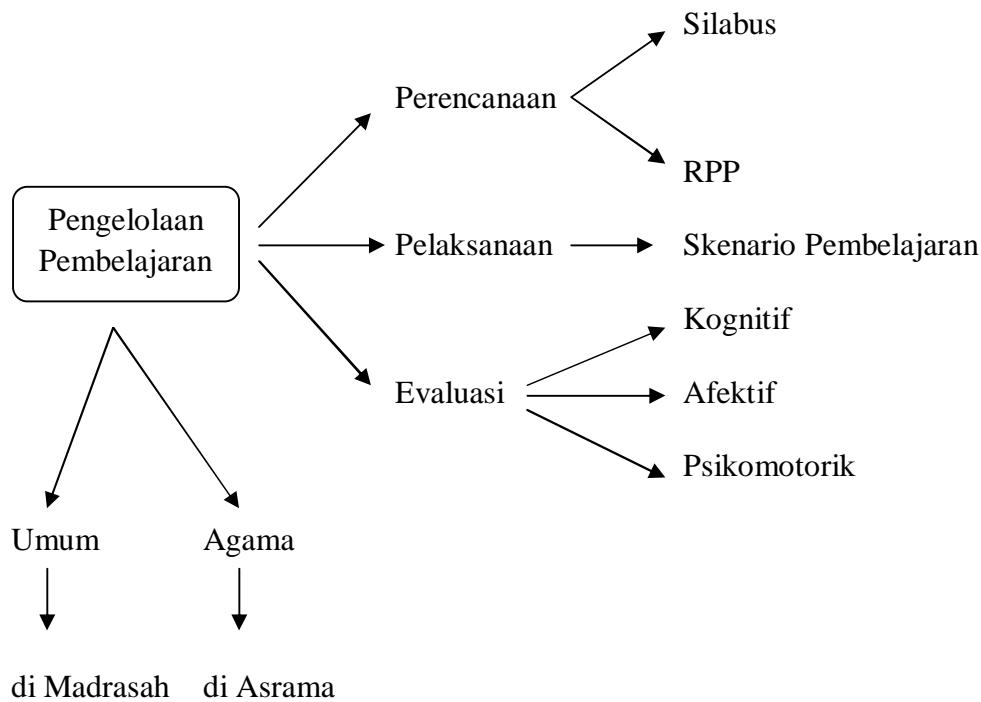 Silabus
Perencanaan
RPP
Pengelolaan
Pembelajaran
Pelaksanaan
Skenario Pembelajaran
Kognitif
Evaluasi
Afektif
Psikomotorik
Umum
Agama
di Madrasah
di Asrama